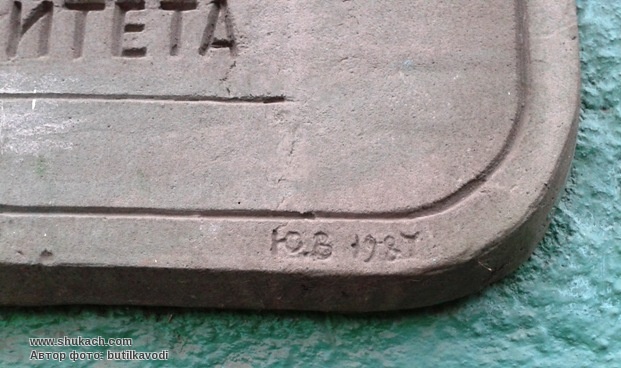 ИТЕТА
Ю.В 1987
www.shukach.com
Автор фото: butilkavodi